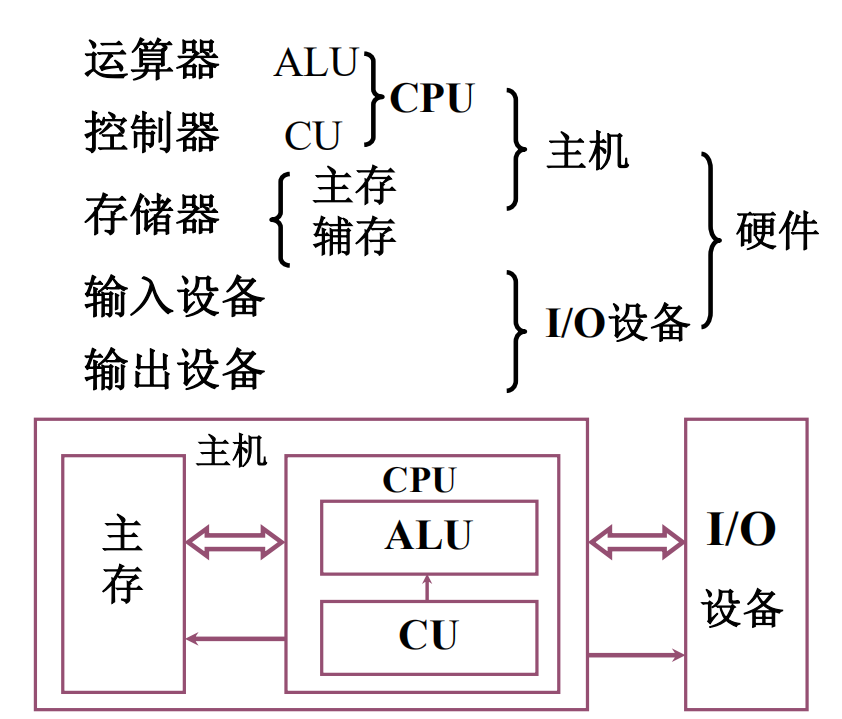 运算器 ALU
CPU
控制器 CU
主机
存储器
主存
辅存
硬件
输入设备
I/O设备
输出设备
主机
CPU
主存
ALU
CU
I/O
设备